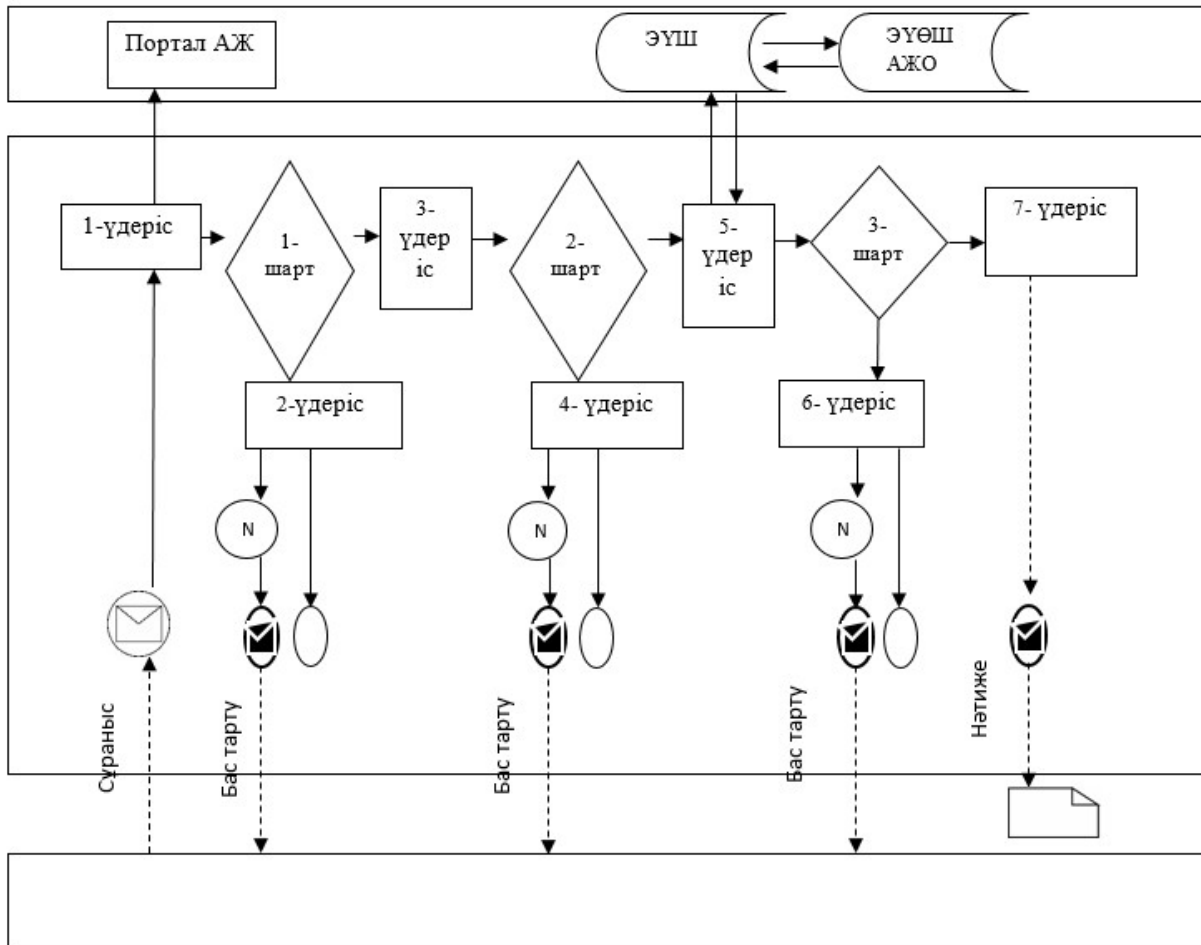 Портал АЖ
ЭҮШ
ЭҮӨШ
АЖО
1-үдеріс
1-
шарт
3-
үдер
іс
2-
шарт
5-
үдер
іс
3-
шарт
7- үдеріс
2-үдеріс
4- үдеріс
6- үдеріс
N
N
N
Сұраныс
Бас тарту
Бас тарту
Бас тарту
Нәтиже